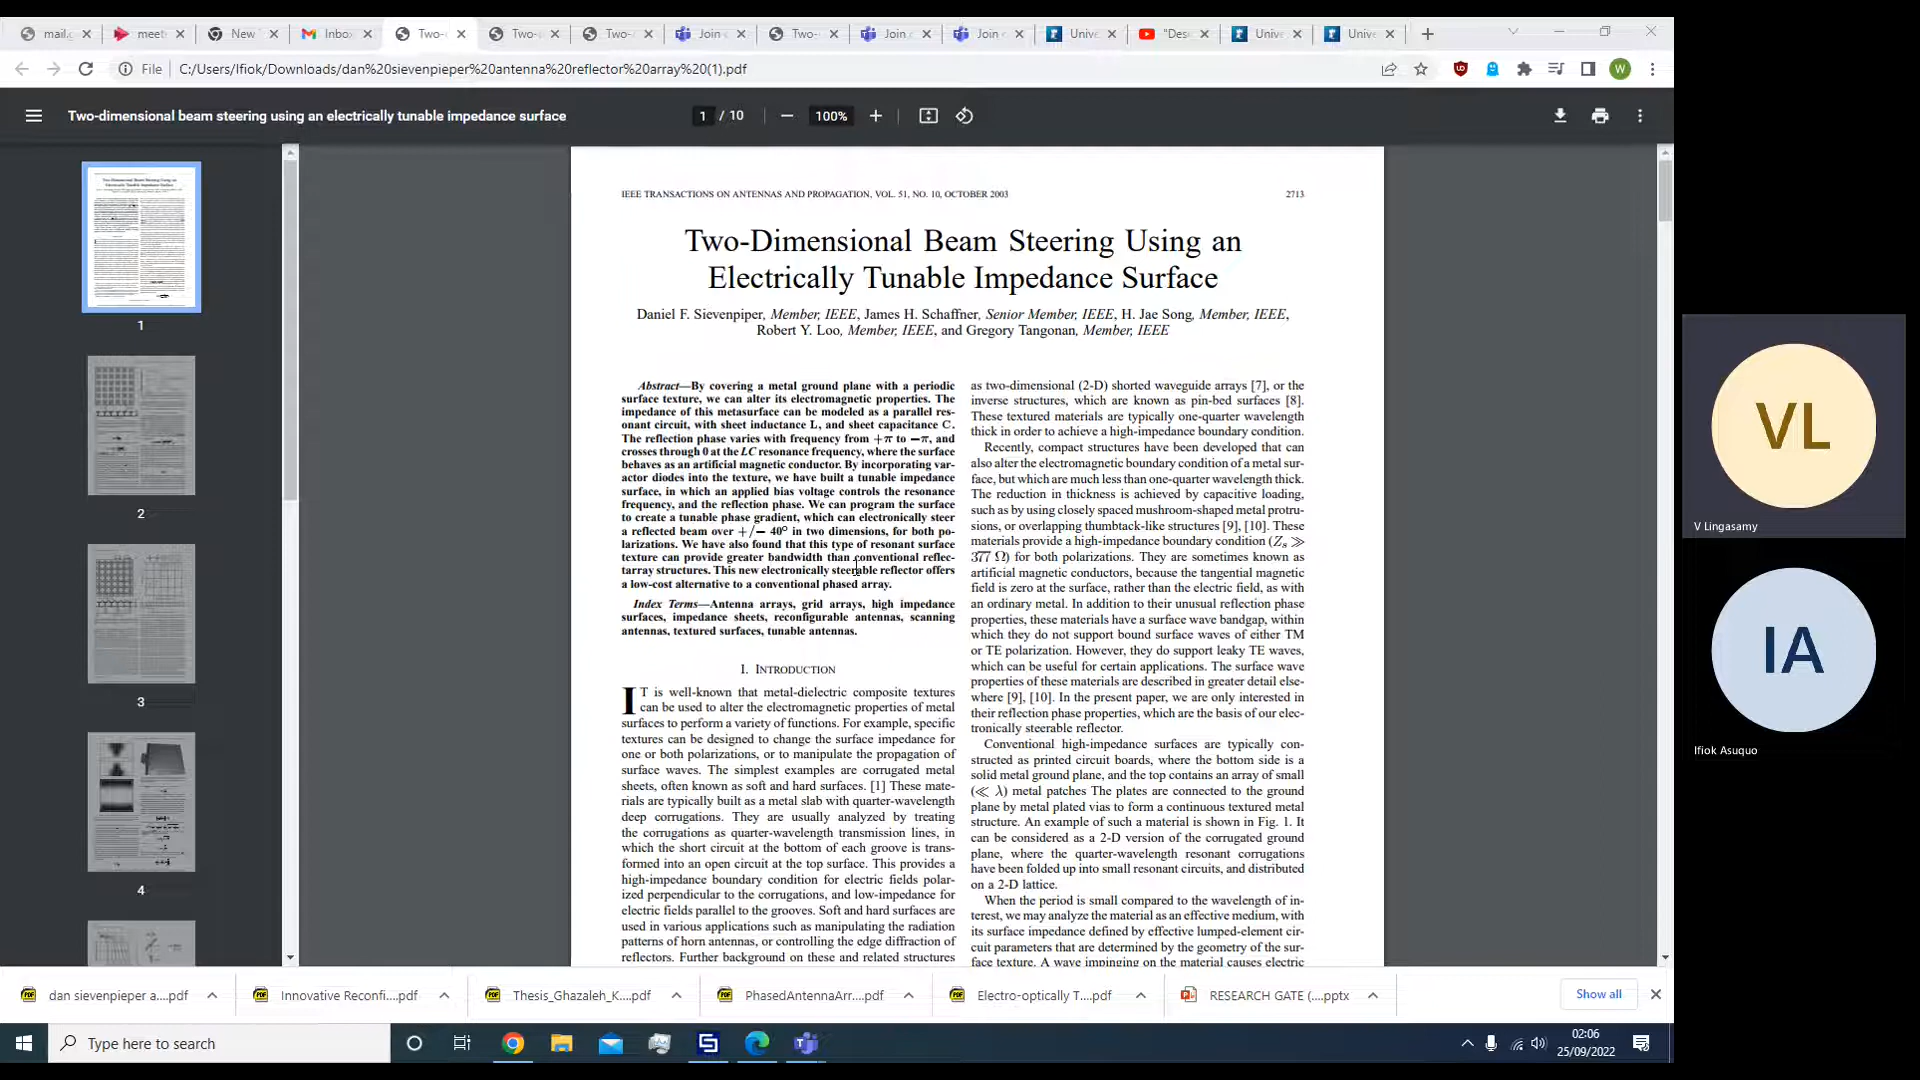 mail.g
meet
New
Inbo
Two-
Two-
Two-
Join c
Two-
Join c
Join c
Unive
"Des
Unive
Unive
File
C:/Users/Ifiok/Downloads/dan%20sievenpieper%20antenna%20reflector%20array%20(1).pdf
W
Two-dimensional beam steering using an electrically tunable impedance surface
1 / 10
100%
1
2
3
4
IEEE TRANSACTIONS ON ANTENNAS AND PROPAGATION, VOL. 51, NO. 10, OCTOBER 2003
2713
Two-Dimensional Beam Steering Using an
Electrically Tunable Impedance Surface
Daniel F. Sievenpiper, Member, IEEE, James H. Schaffner, Senior Member, IEEE, H. Jae Song, Member, IEEE,
Robert Y. Loo, Member, IEEE, and Gregory Tangonan, Member, IEEE
Abstract—By covering a metal ground plane with a periodic
surface texture, we can alter its electromagnetic properties. The
impedance of this metasurface can be modeled as a parallel res-
onant circuit, with sheet inductance L, and sheet capacitance C.
The reflection phase varies with frequency from +π to −π, and
crosses through 0 at the LC resonance frequency, where the surface
behaves as an artificial magnetic conductor. By incorporating var-
actor diodes into the texture, we have built a tunable impedance
surface, in which an applied bias voltage controls the resonance
frequency, and the reflection phase. We can program the surface
to create a tunable phase gradient, which can electronically steer
a reflected beam over +/− 40° in two dimensions, for both po-
larizations. We have also found that this type of resonant surface
texture can provide greater bandwidth than conventional reflec-
tarray structures. This new electronically steerable reflector offers
a low-cost alternative to a conventional phased array.
Index Terms—Antenna arrays, grid arrays, high impedance
surfaces, impedance sheets, reconfigurable antennas, scanning
antennas, textured surfaces, tunable antennas.
I. INTRODUCTION
IT is well-known that metal-dielectric composite textures
can be used to alter the electromagnetic properties of metal
surfaces to perform a variety of functions. For example, specific
textures can be designed to change the surface impedance for
one or both polarizations, or to manipulate the propagation of
surface waves. The simplest examples are corrugated metal
sheets, often known as soft and hard surfaces. [1] These mate-
rials are typically built as a metal slab with quarter-wavelength
deep corrugations. They are usually analyzed by treating
the corrugations as quarter-wavelength transmission lines, in
which the short circuit at the bottom of each groove is trans-
formed into an open circuit at the top surface. This provides a
high-impedance boundary condition for electric fields polar-
ized perpendicular to the corrugations, and low-impedance for
electric fields parallel to the grooves. Soft and hard surfaces are
used in various applications such as manipulating the radiation
patterns of horn antennas, or controlling the edge diffraction of
reflectors. Further background on these and related structures
as two-dimensional (2-D) shorted waveguide arrays [7], or the
inverse structures, which are known as pin-bed surfaces [8].
These textured materials are typically one-quarter wavelength
thick in order to achieve a high-impedance boundary condition.
Recently, compact structures have been developed that can
also alter the electromagnetic boundary condition of a metal sur-
face, but which are much less than one-quarter wavelength thick.
The reduction in thickness is achieved by capacitive loading,
such as by using closely spaced mushroom-shaped metal protru-
sions, or overlapping thumbtack-like structures [9], [10]. These
materials provide a high-impedance boundary condition (Zs ≫
377 Ω) for both polarizations. They are sometimes known as
artificial magnetic conductors, because the tangential magnetic
field is zero at the surface, rather than the electric field, as with
an ordinary metal. In addition to their unusual reflection phase
properties, these materials have a surface wave bandgap, within
which they do not support bound surface waves of either TM
or TE polarization. However, they do support leaky TE waves,
which can be useful for certain applications. The surface wave
properties of these materials are described in greater detail else-
where [9], [10]. In the present paper, we are only interested in
their reflection phase properties, which are the basis of our elec-
tronically steerable reflector.
Conventional high-impedance surfaces are typically con-
structed as printed circuit boards, where the bottom side is a
solid metal ground plane, and the top contains an array of small
(≪ λ) metal patches The plates are connected to the ground
plane by metal plated vias to form a continuous textured metal
structure. An example of such a material is shown in Fig. 1. It
can be considered as a 2-D version of the corrugated ground
plane, where the quarter-wavelength resonant corrugations
have been folded up into small resonant circuits, and distributed
on a 2-D lattice.
When the period is small compared to the wavelength of in-
terest, we may analyze the material as an effective medium, with
its surface impedance defined by effective lumped-element cir-
cuit parameters that are determined by the geometry of the sur-
face texture. A wave impinging on the material causes electric
VL
V Lingasamy
IA
Ifiok Asuquo
dan sievenpieper a....pdf
Innovative Reconfi....pdf
Thesis_Ghazaleh_K....pdf
PhasedAntennaArr....pdf
Electro-optically T....pdf
RESEARCH GATE (....pptx
Show all
Type here to search
02:06
25/09/2022